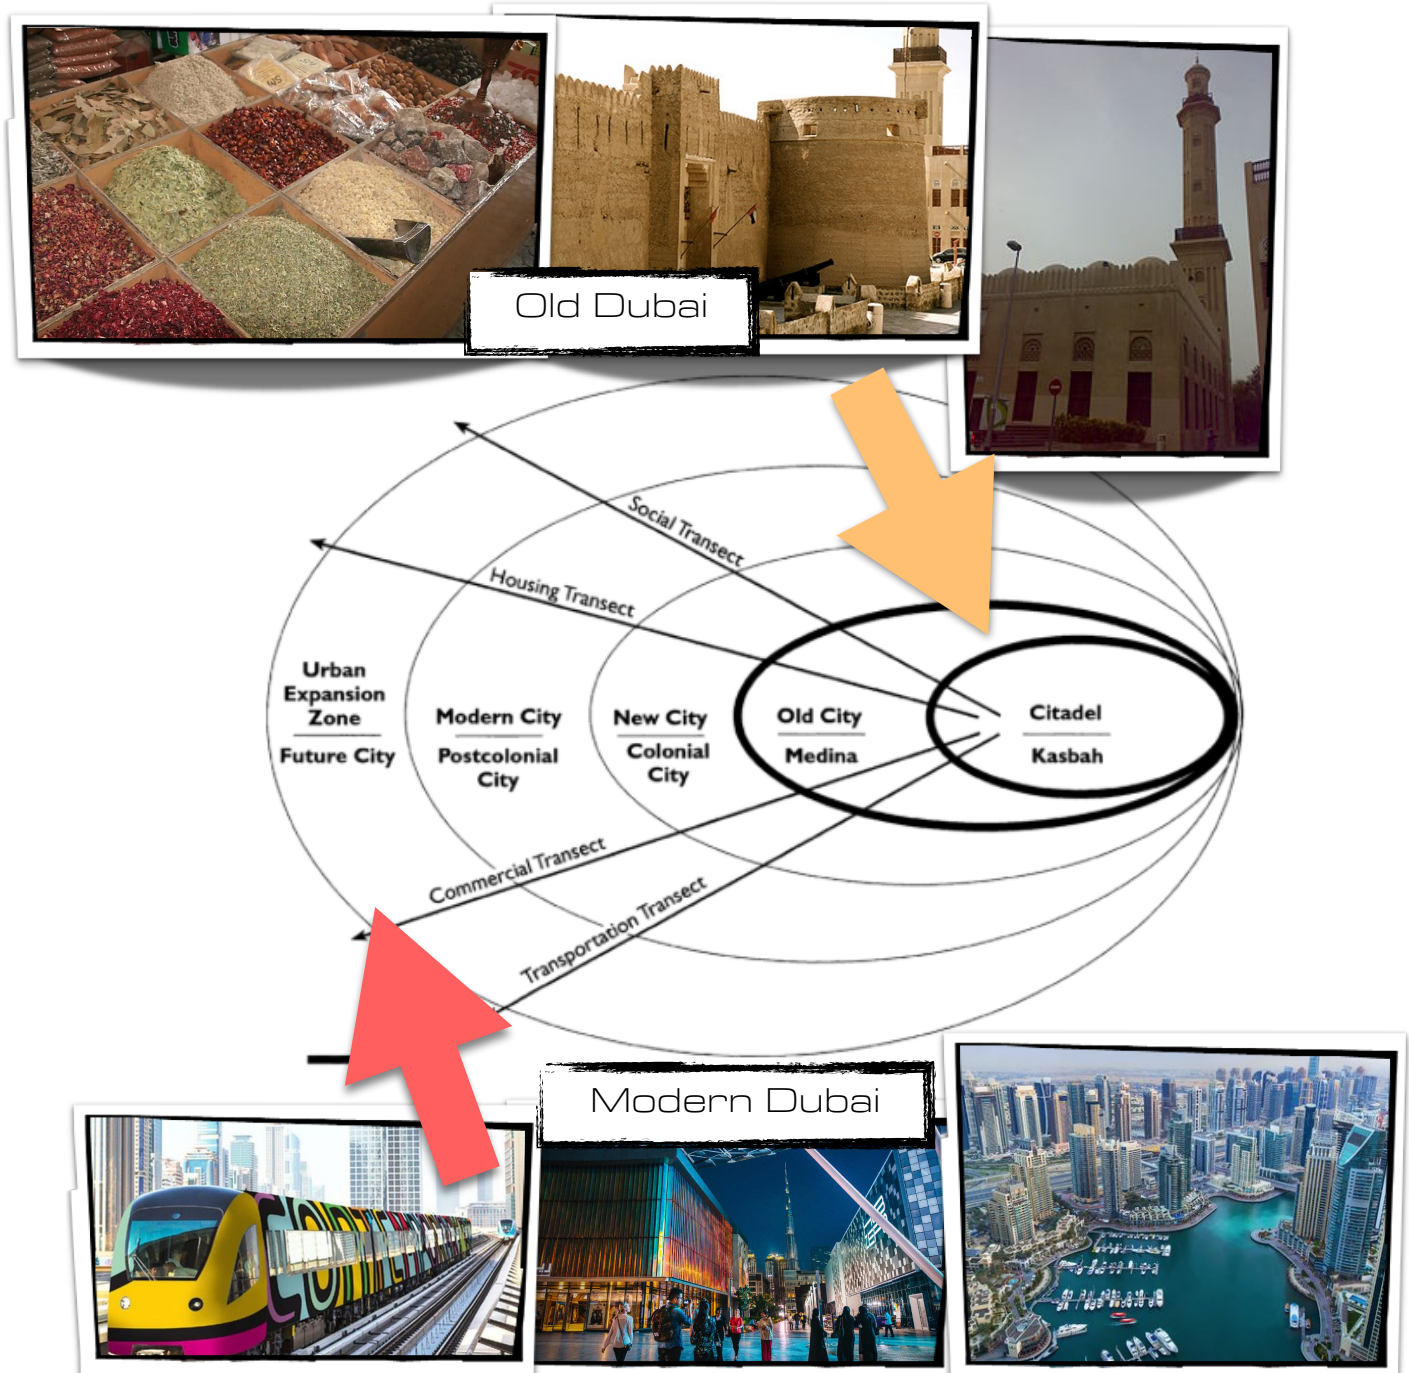 Old Dubai
Social Transect
Housing Transect
Urban
Expansion
Zone
Future City
Modern City
Postcolonial
City
New City
Colonial
City
Old City
Medina
Citadel
Kasbah
Commercial Transect
Transportation Transect
Modern Dubai